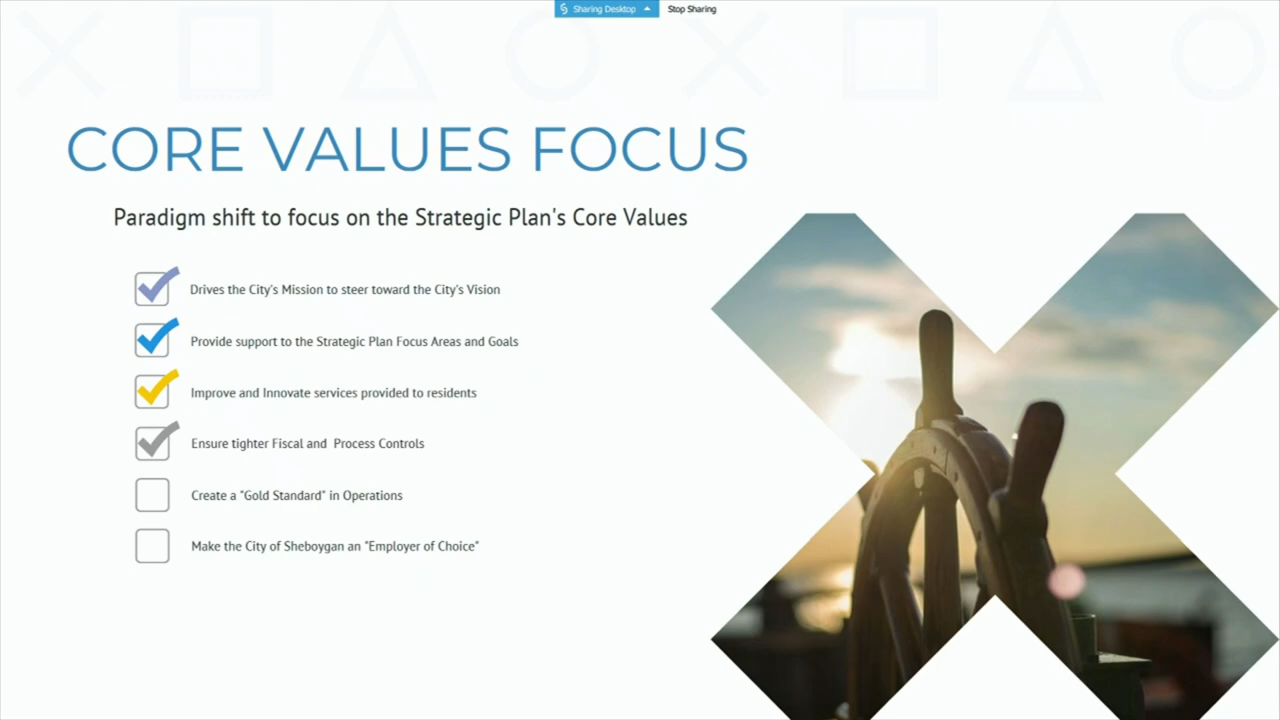 Sharing Desktop Stop Sharing
CORE VALUES FOCUS
Paradigm shift to focus on the Strategic Plan's Core Values
Drives the City's Mission to steer toward the City's Vision
Provide support to the Strategic Plan Focus Areas and Goals
Improve and Innovate services provided to residents
Ensure tighter Fiscal and  Process Controls
Create a "Gold Standard" in Operations
Make the City of Sheboygan an "Employer of Choice"